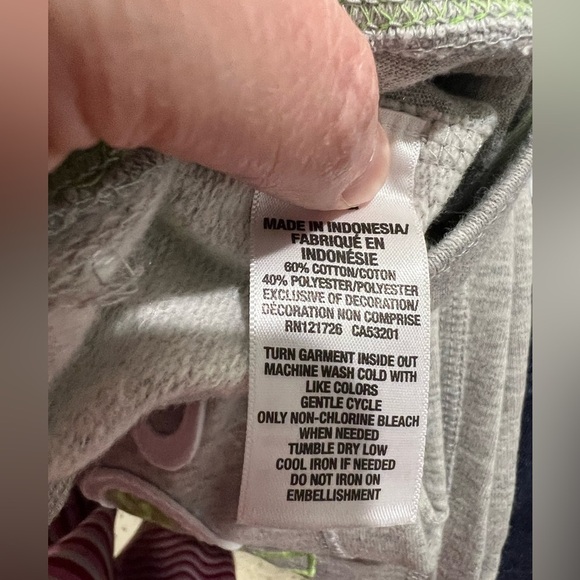 MADE IN INDONESIA/
FABRIQUÉ EN
INDONÉSIE
60% COTTON/COTON
40% POLYESTER/POLYESTER
EXCLUSIVE OF DECORATION/
DÉCORATION NON COMPRISE
RN121726 CA53201
TURN GARMENT INSIDE OUT
MACHINE WASH COLD WITH
LIKE COLORS
GENTLE CYCLE
ONLY NON-CHLORINE BLEACH
WHEN NEEDED
TUMBLE DRY LOW
COOL IRON IF NEEDED
DO NOT IRON ON
EMBELLISHMENT